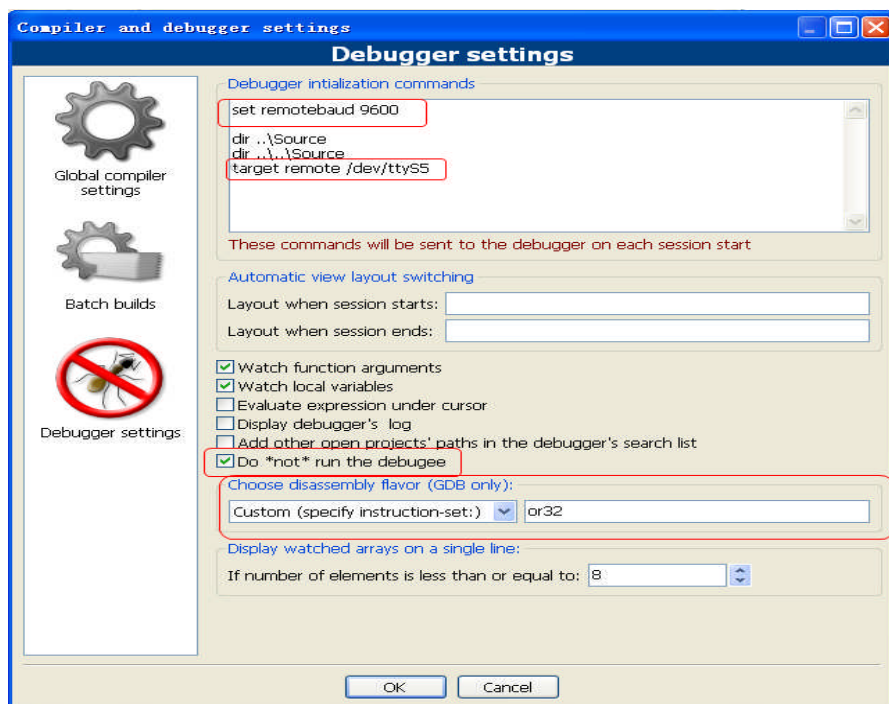 Compiler and debugger settings
Debugger settings
Global compiler
settings
Batch builds
Debugger settings
Debugger intialization commands
set remotebaud 9600
dir ..\Source
dir ..\..\Source
target remote /dev/ttyS5
These commands will be sent to the debugger on each session start
Automatic view layout switching
Layout when session starts:
Layout when session ends:
Watch function arguments
Watch local variables
Evaluate expression under cursor
Display debugger's log
Add other open projects' paths in the debugger's search list
Do *not* run the debugee
Choose disassembly flavor (GDB only):
Custom (specify instruction-set:) or32
Display watched arrays on a single line:
If number of elements is less than or equal to: 8
OK Cancel